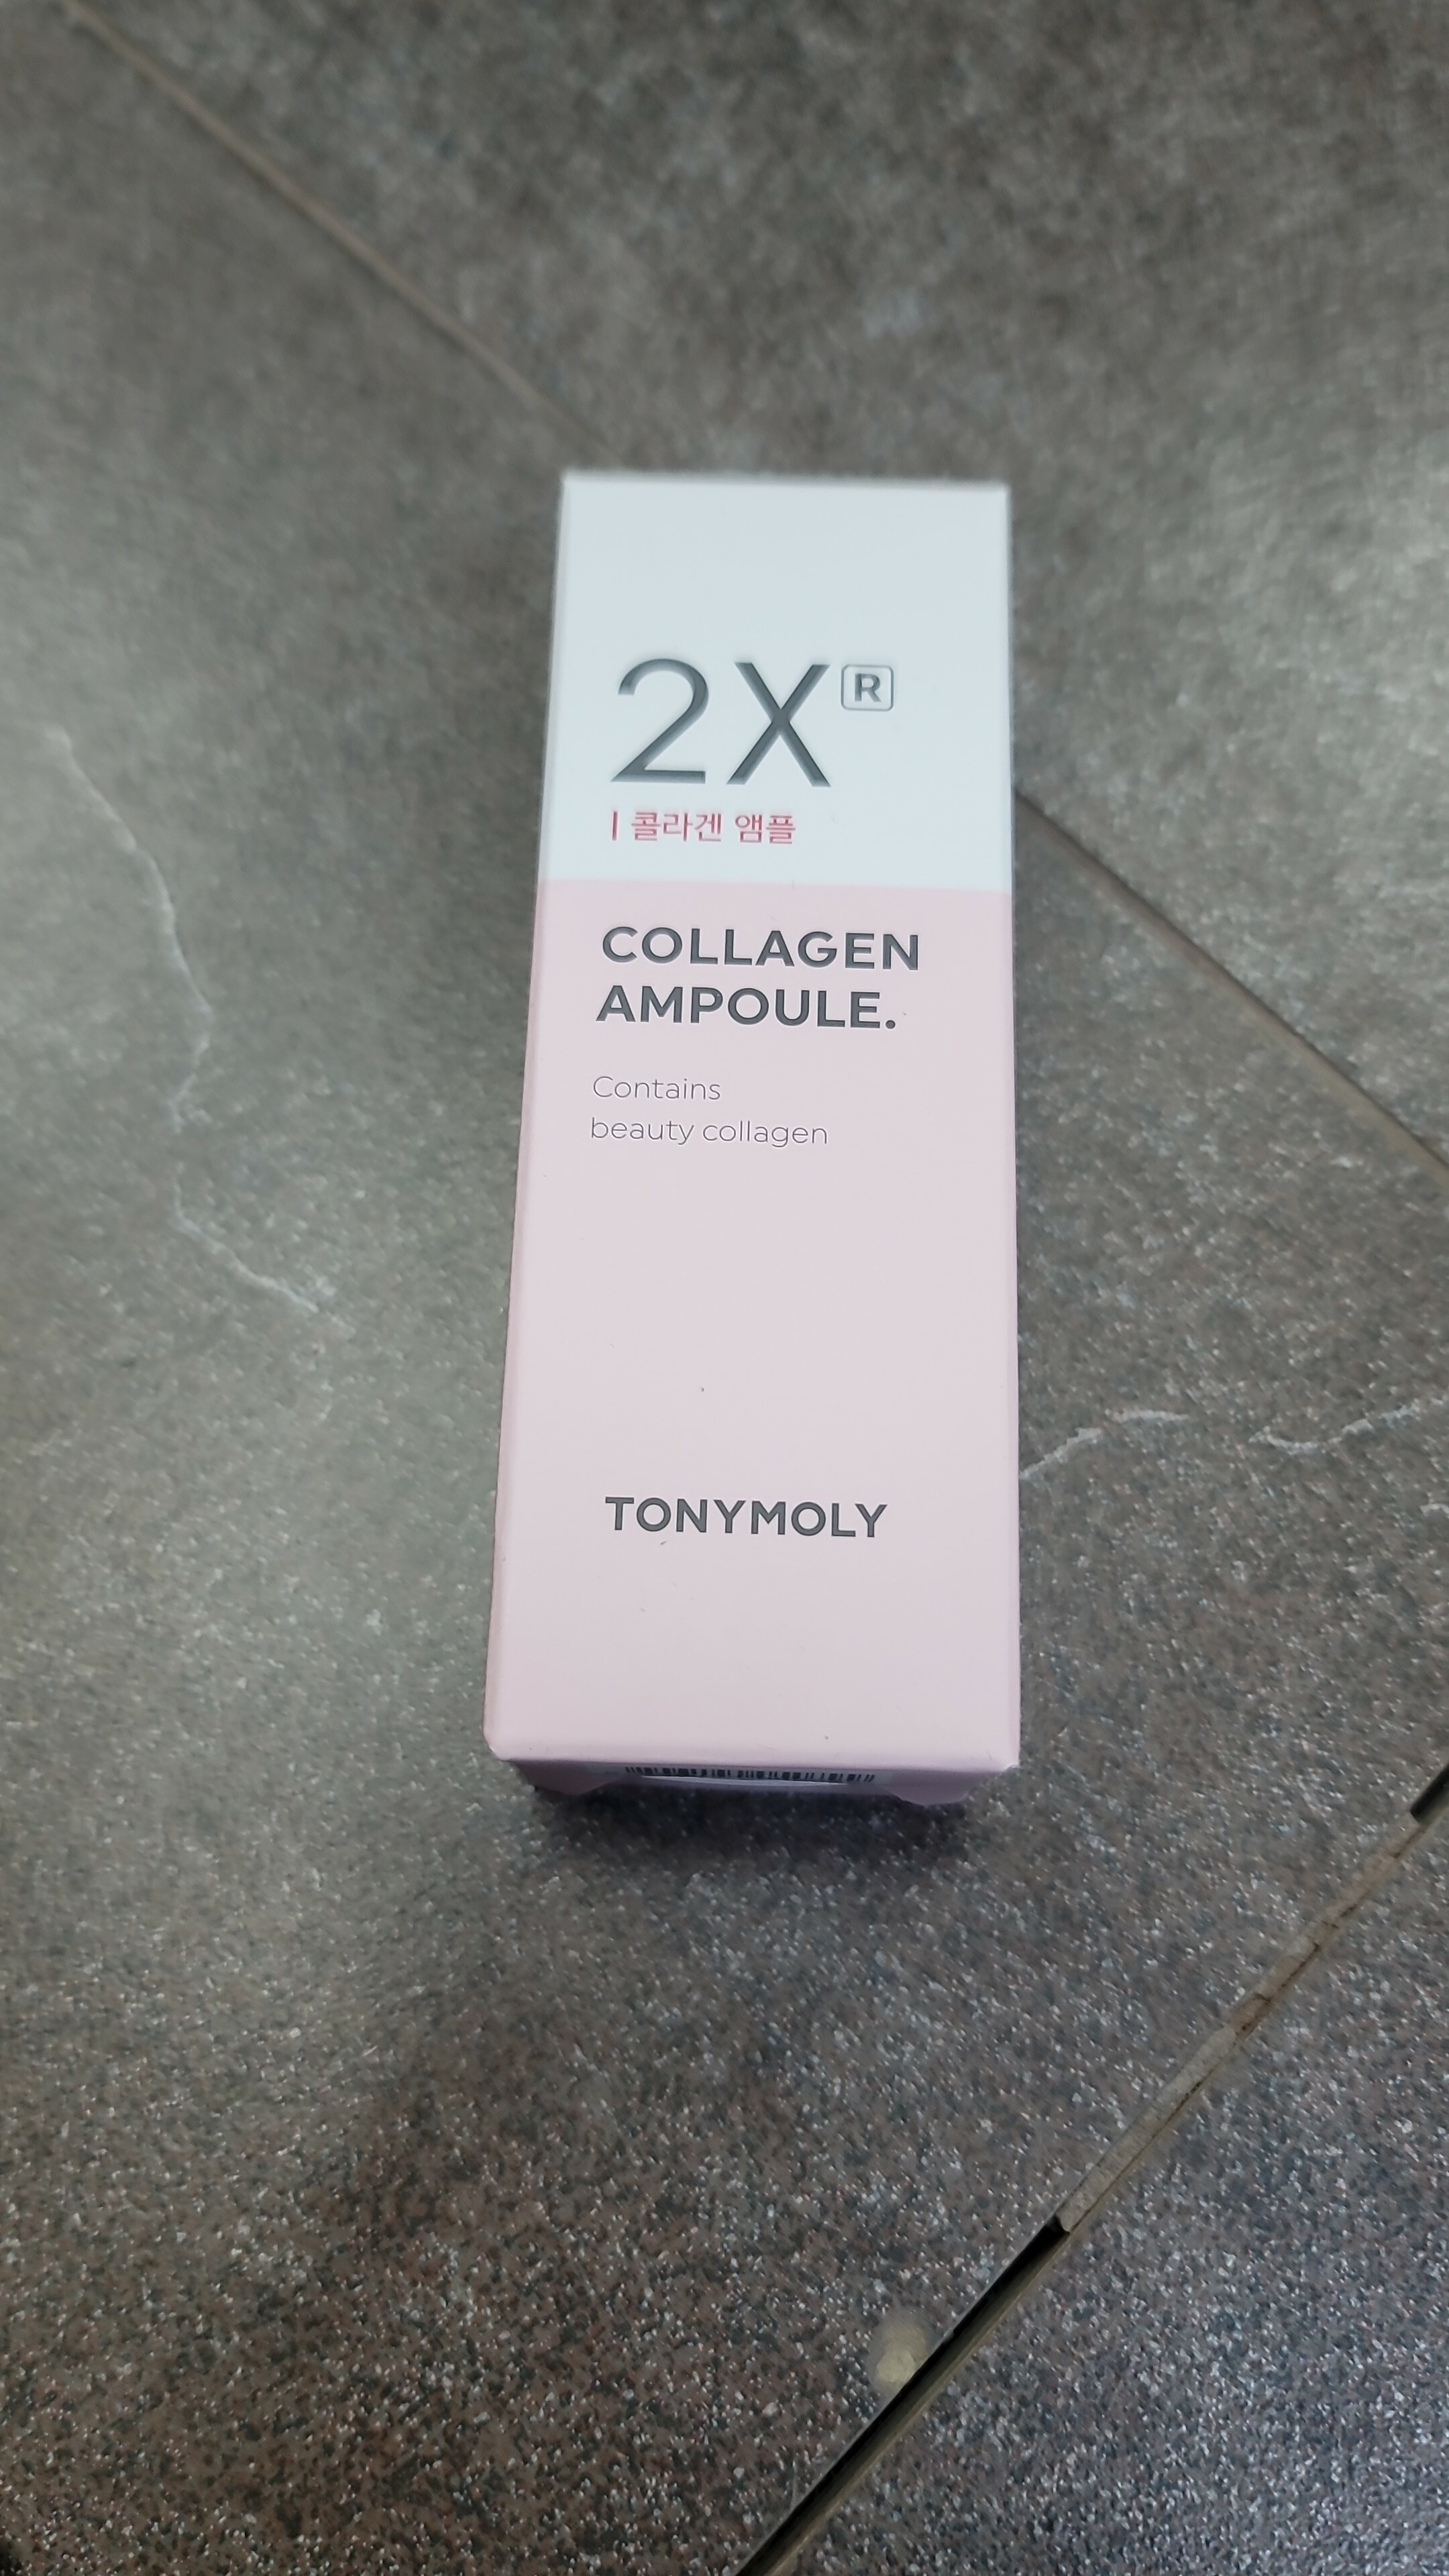 2X R
| 콜라겐 앰플
COLLAGEN
AMPOULE.
Contains
beauty collagen
TONYMOLY